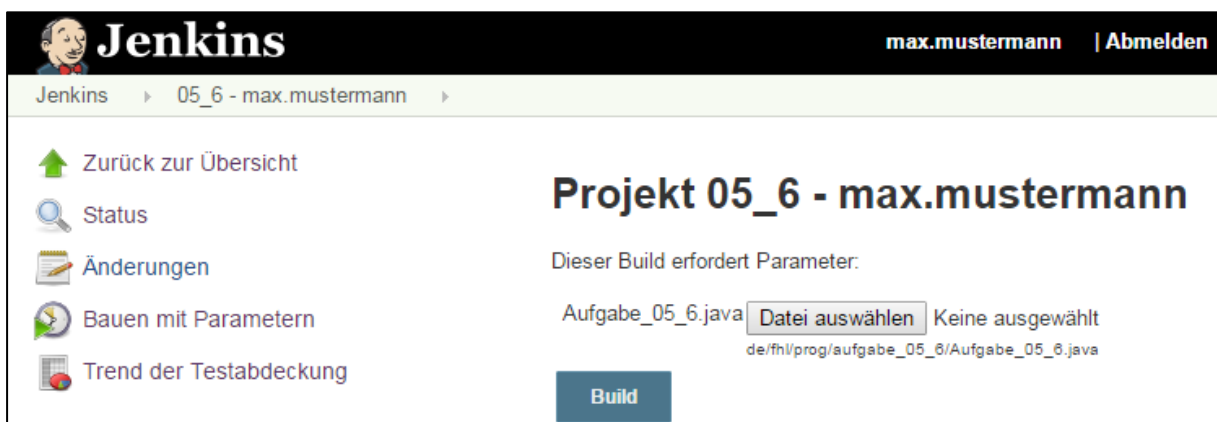 Jenkins
max.mustermann | Abmelden
Jenkins 05_6 - max.mustermann
Zurück zur Übersicht
Status
Änderungen
Bauen mit Parametern
Trend der Testabdeckung
Projekt 05_6 - max.mustermann
Dieser Build erfordert Parameter:
Aufgabe_05_6.java Datei auswählen Keine ausgewählt
de/fhl/prog/aufgabe_05_6/Aufgabe_05_6.java
Build